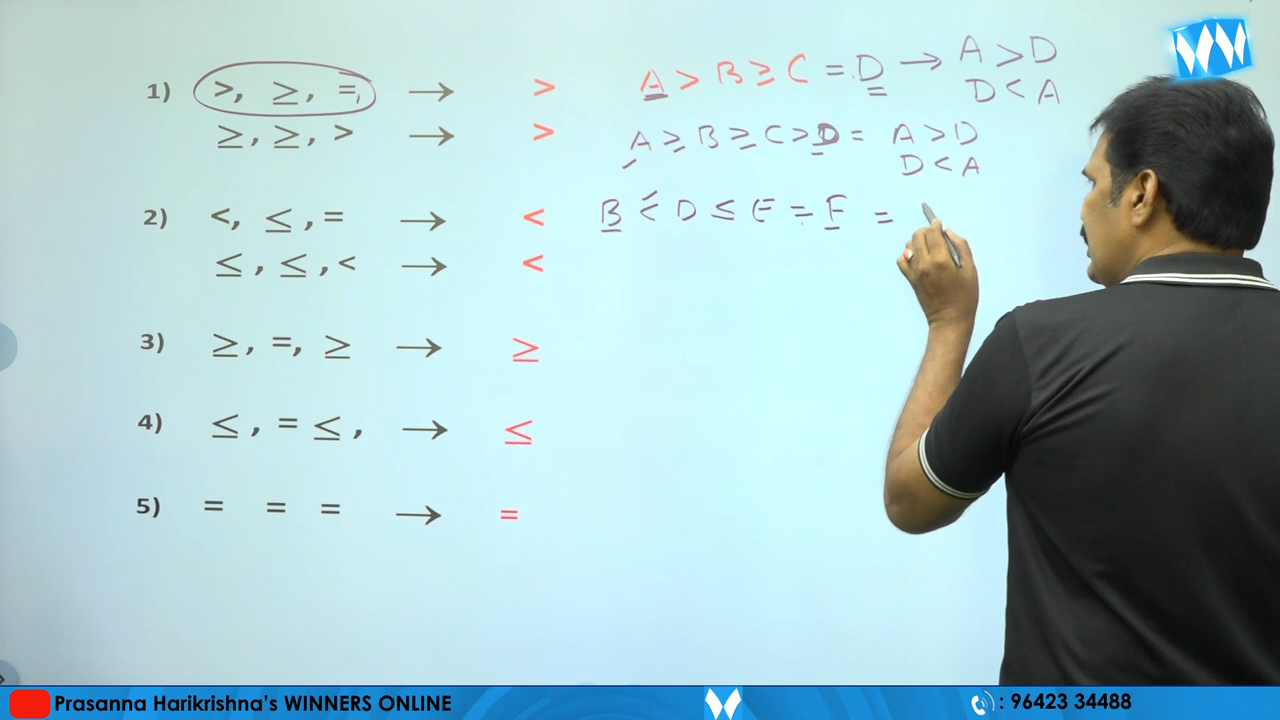 1) >, ≥, =, → >
≥, ≥, > → >
2) <, ≤, = → <
≤, ≤, < → <
3) ≥, =, ≥ → ≥
4) ≤, = ≤, → ≤
5) = = = → =
A > B ≥ C = D → A > D
D < A
A ≥ B ≥ C > D = A > D
D < A
B < D ≤ E = F =
W
Prasanna Harikrishna's WINNERS ONLINE
: 96423 34488